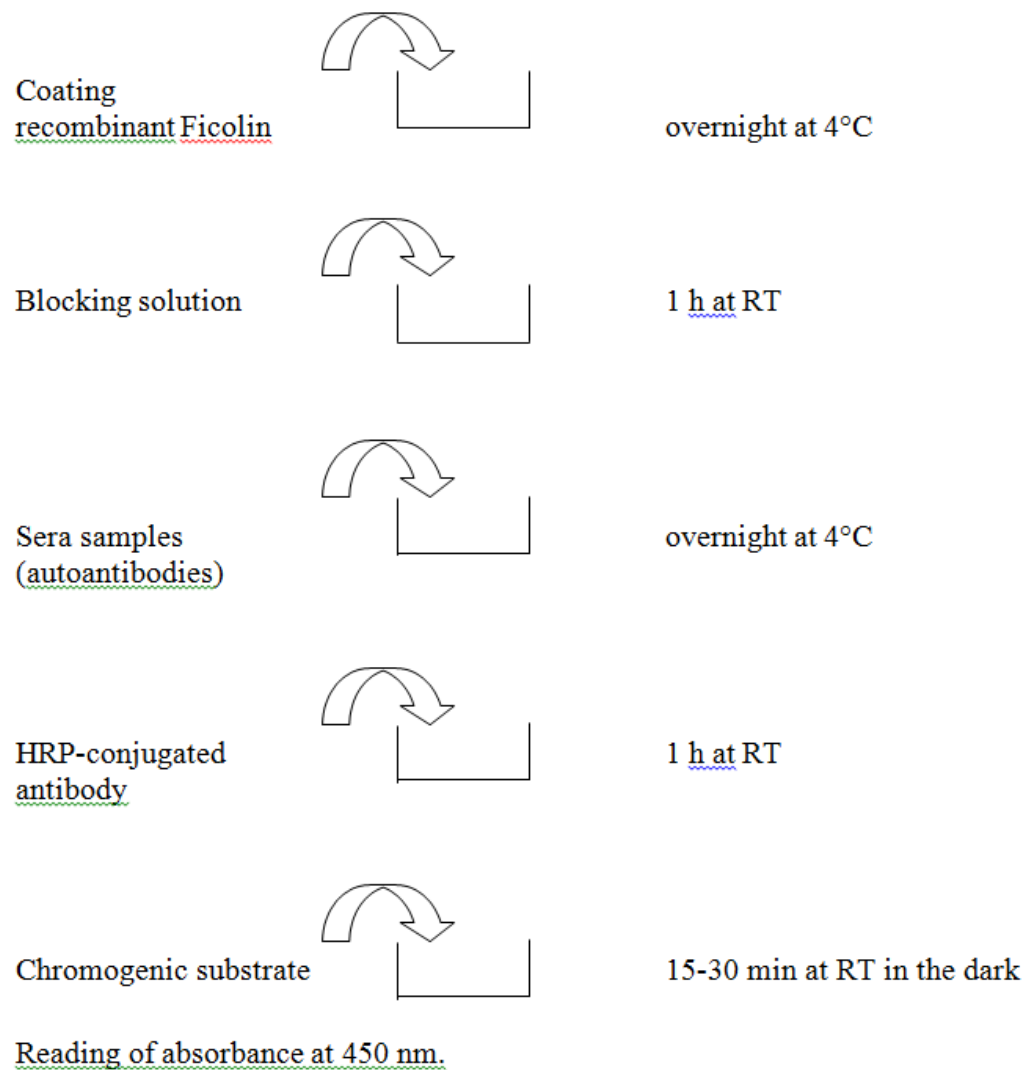 Coating
recombinant Ficolin
overnight at 4°C
Blocking solution
1 h at RT
Sera samples
(autoantibodies)
overnight at 4°C
HRP-conjugated
antibody
1 h at RT
Chromogenic substrate
15-30 min at RT in the dark
Reading of absorbance at 450 nm.